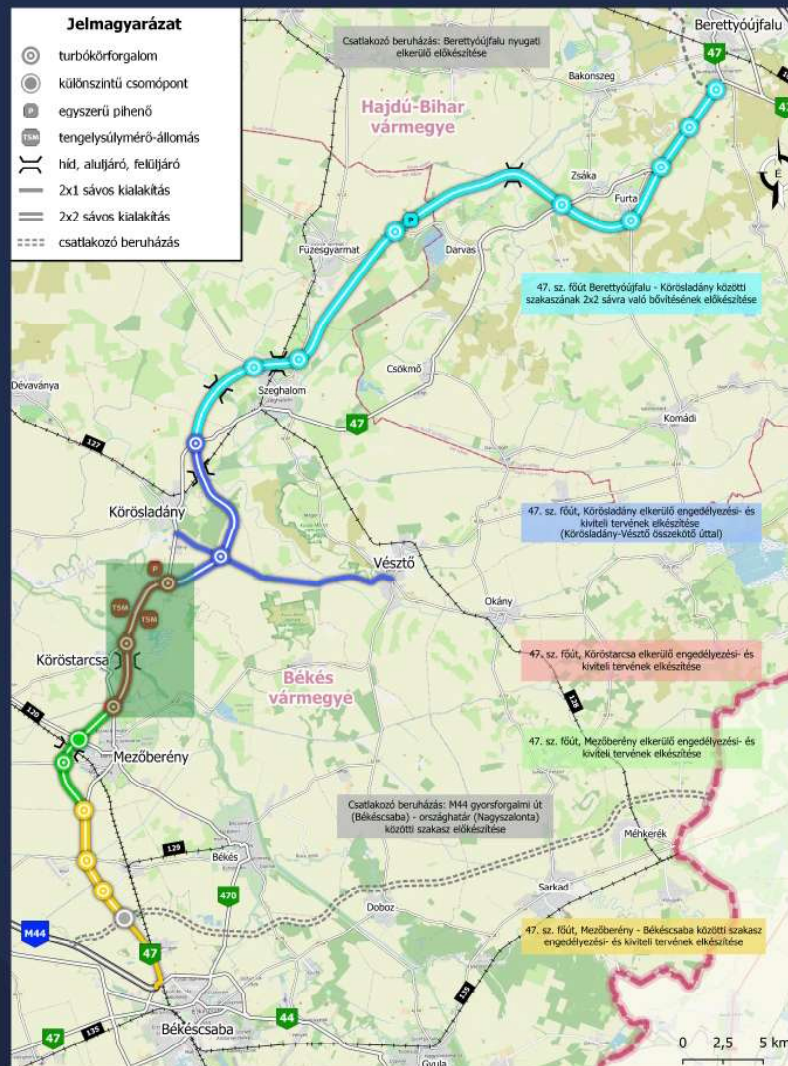 Jelmagyarázat
turbókörforgalom
különszintű csomópont
P
egyszerű pihenő
TSM
tengelysúlymérő-állomás
híd, aluljáró, felüljáró
2x1 sávos kialakítás
2x2 sávos kialakítás
csatlakozó beruházás
Csatlakozó beruházás: Berettyóújfalu nyugati
elkerülő előkészítése
Berettyóújfalu
47
Bakonszeg
Hajdú-Bihar
vármegye
É
Zsáka
Furta
P
Füzesgyarmat
Darvas
47. sz. főút Berettyóújfalu - Körösladány közötti
szakaszának 2x2 sávra való bővítésének előkészítése
Csökmő
Dévaványa
Szeghalom
47
Komádi
127
Körösladány
47. sz. főút, Körösladány elkerülő engedélyezési- és
kiviteli tervének elkészítése
(Körösladány-Vésztő összekötő úttal)
Vésztő
P
TSM
TSM
Okány
Köröstarcsa
47. sz. főút, Köröstarcsa elkerülő engedélyezési- és
kiviteli tervének elkészítése
Békés
vármegye
128
120
Mezőberény
47. sz. főút, Mezőberény elkerülő engedélyezési- és
kiviteli tervének elkészítése
Csatlakozó beruházás: M44 gyorsforgalmi út
(Békéscsaba) - országhatár (Nagyszalonta)
közötti szakasz előkészítése
Méhkerék
129
Békés
470
Sarkad
Doboz
M44
47
47. sz. főút, Mezőberény - Békéscsaba közötti szakasz
engedélyezési- és kiviteli tervének elkészítése
135
44
Békéscsaba
47
135
Gyula
0 2,5 5 km